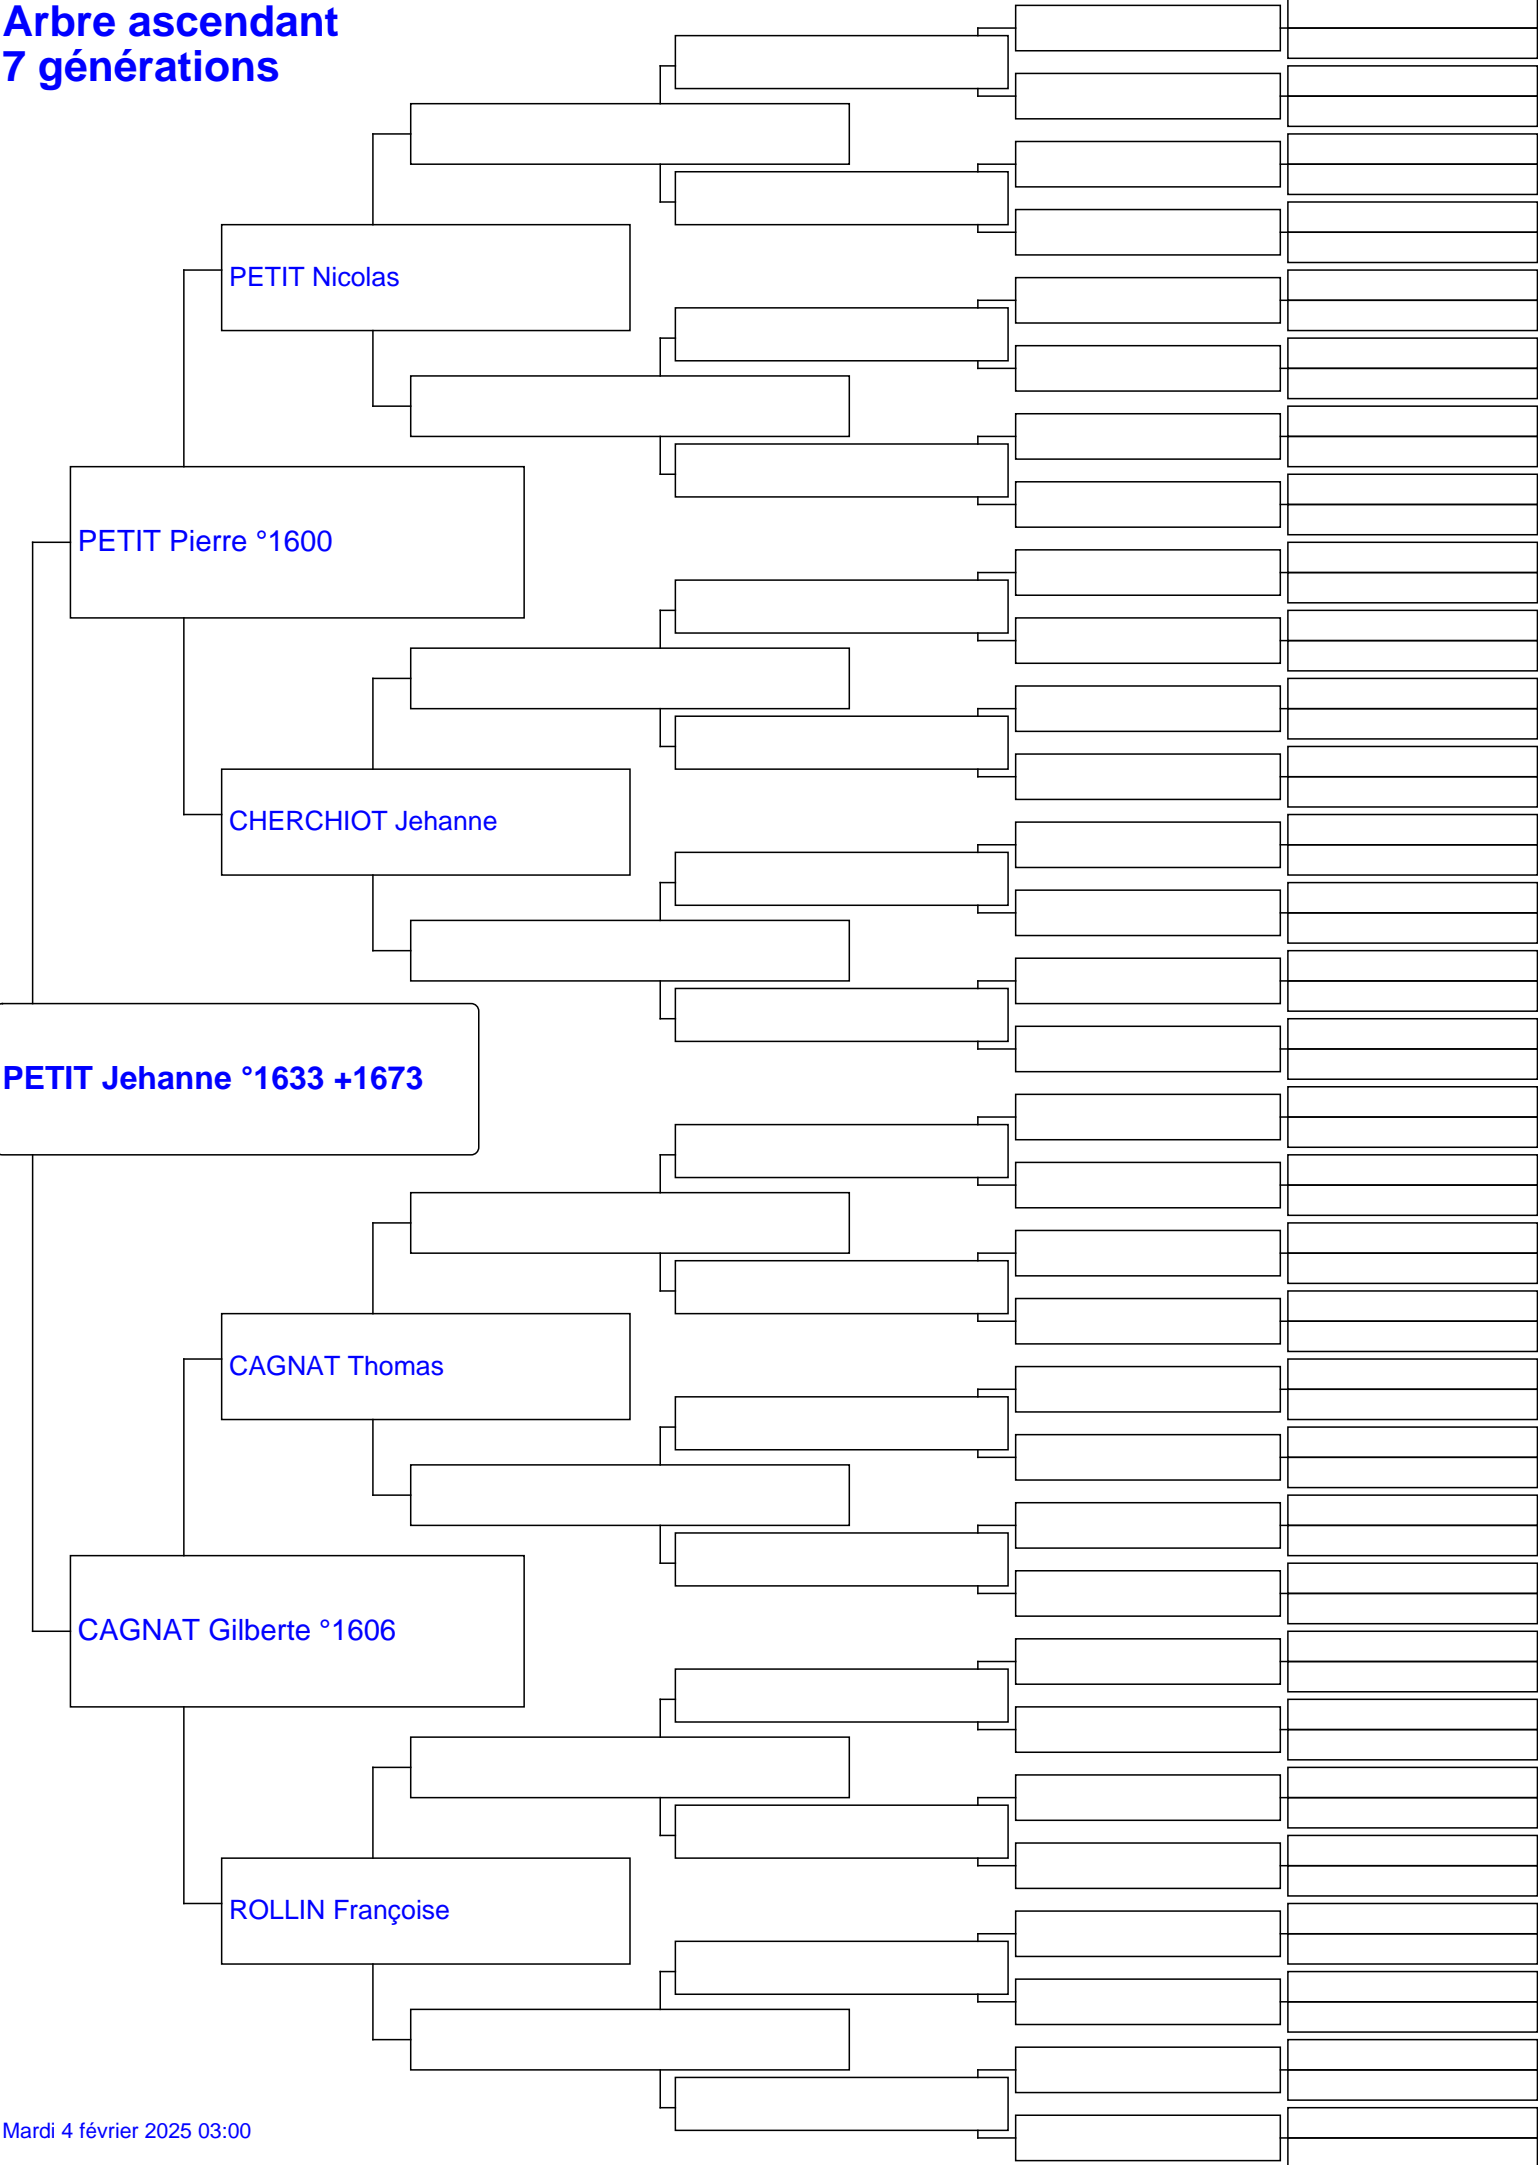 Arbre ascendant
7 générations
PETIT Nicolas
PETIT Pierre °1600
CHERCHIOT Jehanne
PETIT Jehanne °1633 +1673
CAGNAT Thomas
CAGNAT Gilberte °1606
ROLLIN Françoise
Mardi 4 février 2025 03:00